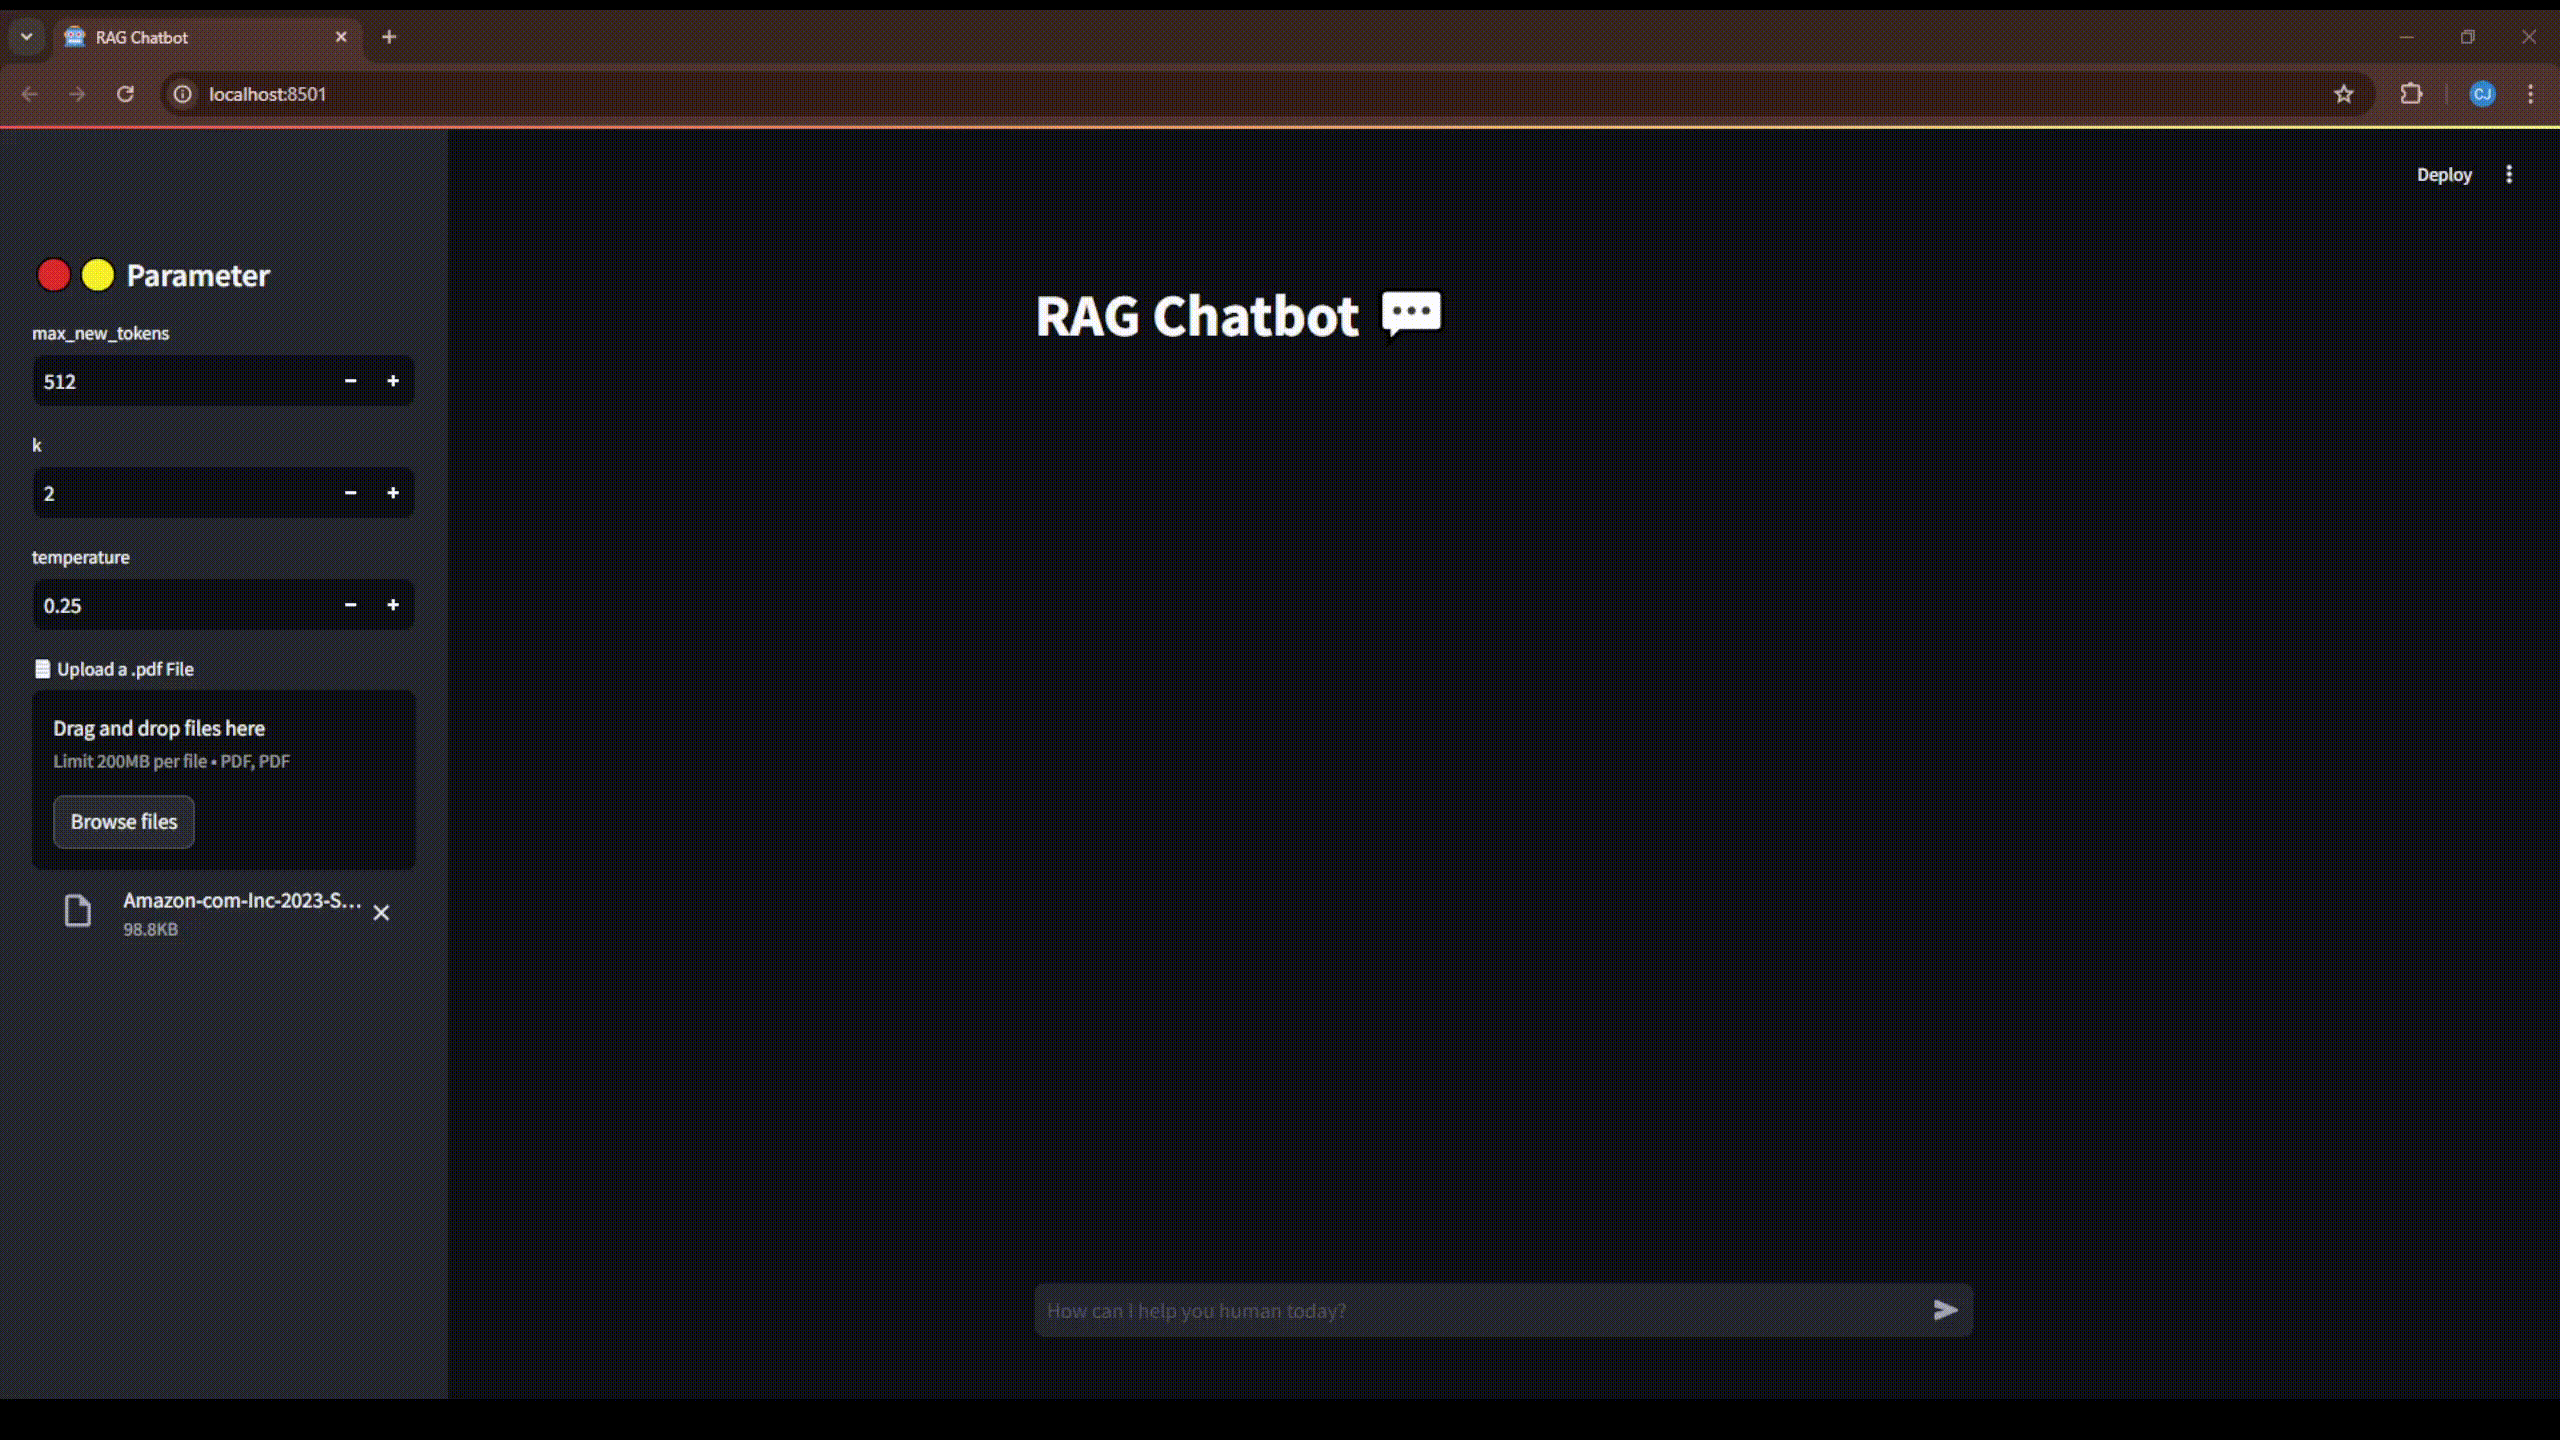 RAG Chatbot
localhost:8501
CJ
Deploy
Parameter
RAG Chatbot
max_new_tokens
512
k
2
temperature
0.25
Upload a .pdf File
Drag and drop files here
Limit 200MB per file • PDF, PDF
Browse files
Amazon-com-Inc-2023-S...
98.8KB
How can I help you human today?